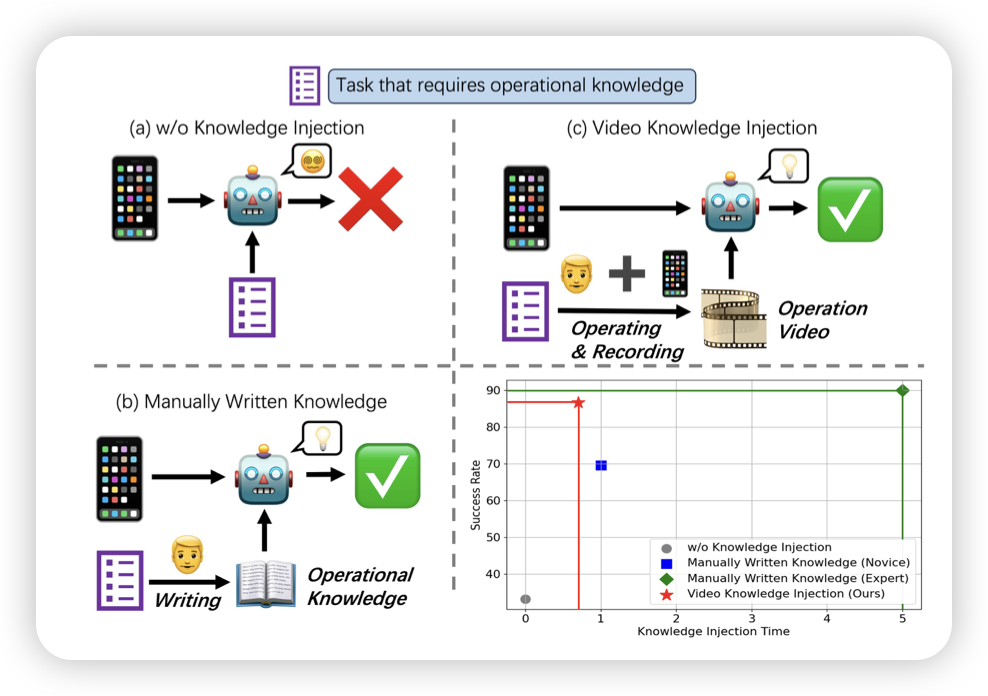 Task that requires operational knowledge
(a) w/o Knowledge Injection
(c) Video Knowledge Injection
Operating
& Recording
Operation
Video
(b) Manually Written Knowledge
Writing
Operational
Knowledge
90
80
70
60
50
40
Success Rate
w/o Knowledge Injection
Manually Written Knowledge (Novice)
Manually Written Knowledge (Expert)
Video Knowledge Injection (Ours)
0 1 2 3 4 5
Knowledge Injection Time